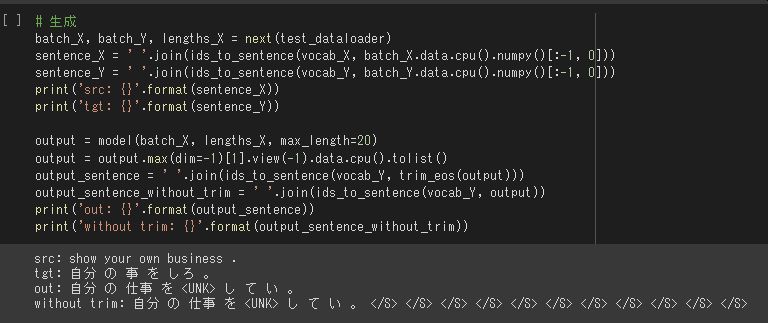 [ ] # 生成
batch_X, batch_Y, lengths_X = next(test_dataloader)
sentence_X = ' '.join(ids_to_sentence(vocab_X, batch_X.data.cpu().numpy()[:-1, 0]))
sentence_Y = ' '.join(ids_to_sentence(vocab_Y, batch_Y.data.cpu().numpy()[:-1, 0]))
print('src: {}'.format(sentence_X))
print('tgt: {}'.format(sentence_Y))
output = model(batch_X, lengths_X, max_length=20)
output = output.max(dim=-1)[1].view(-1).data.cpu().tolist()
output_sentence = ' '.join(ids_to_sentence(vocab_Y, trim_eos(output)))
output_sentence_without_trim = ' '.join(ids_to_sentence(vocab_Y, output))
print('out: {}'.format(output_sentence))
print('without trim: {}'.format(output_sentence_without_trim))
src: show your own business .
tgt: 自分 の 事 を しろ 。
out: 自分 の 仕事 を <UNK> し て い 。
without trim: 自分 の 仕事 を <UNK> し て い 。 </S> </S> </S> </S> </S> </S> </S> </S> </S> </S> </S>